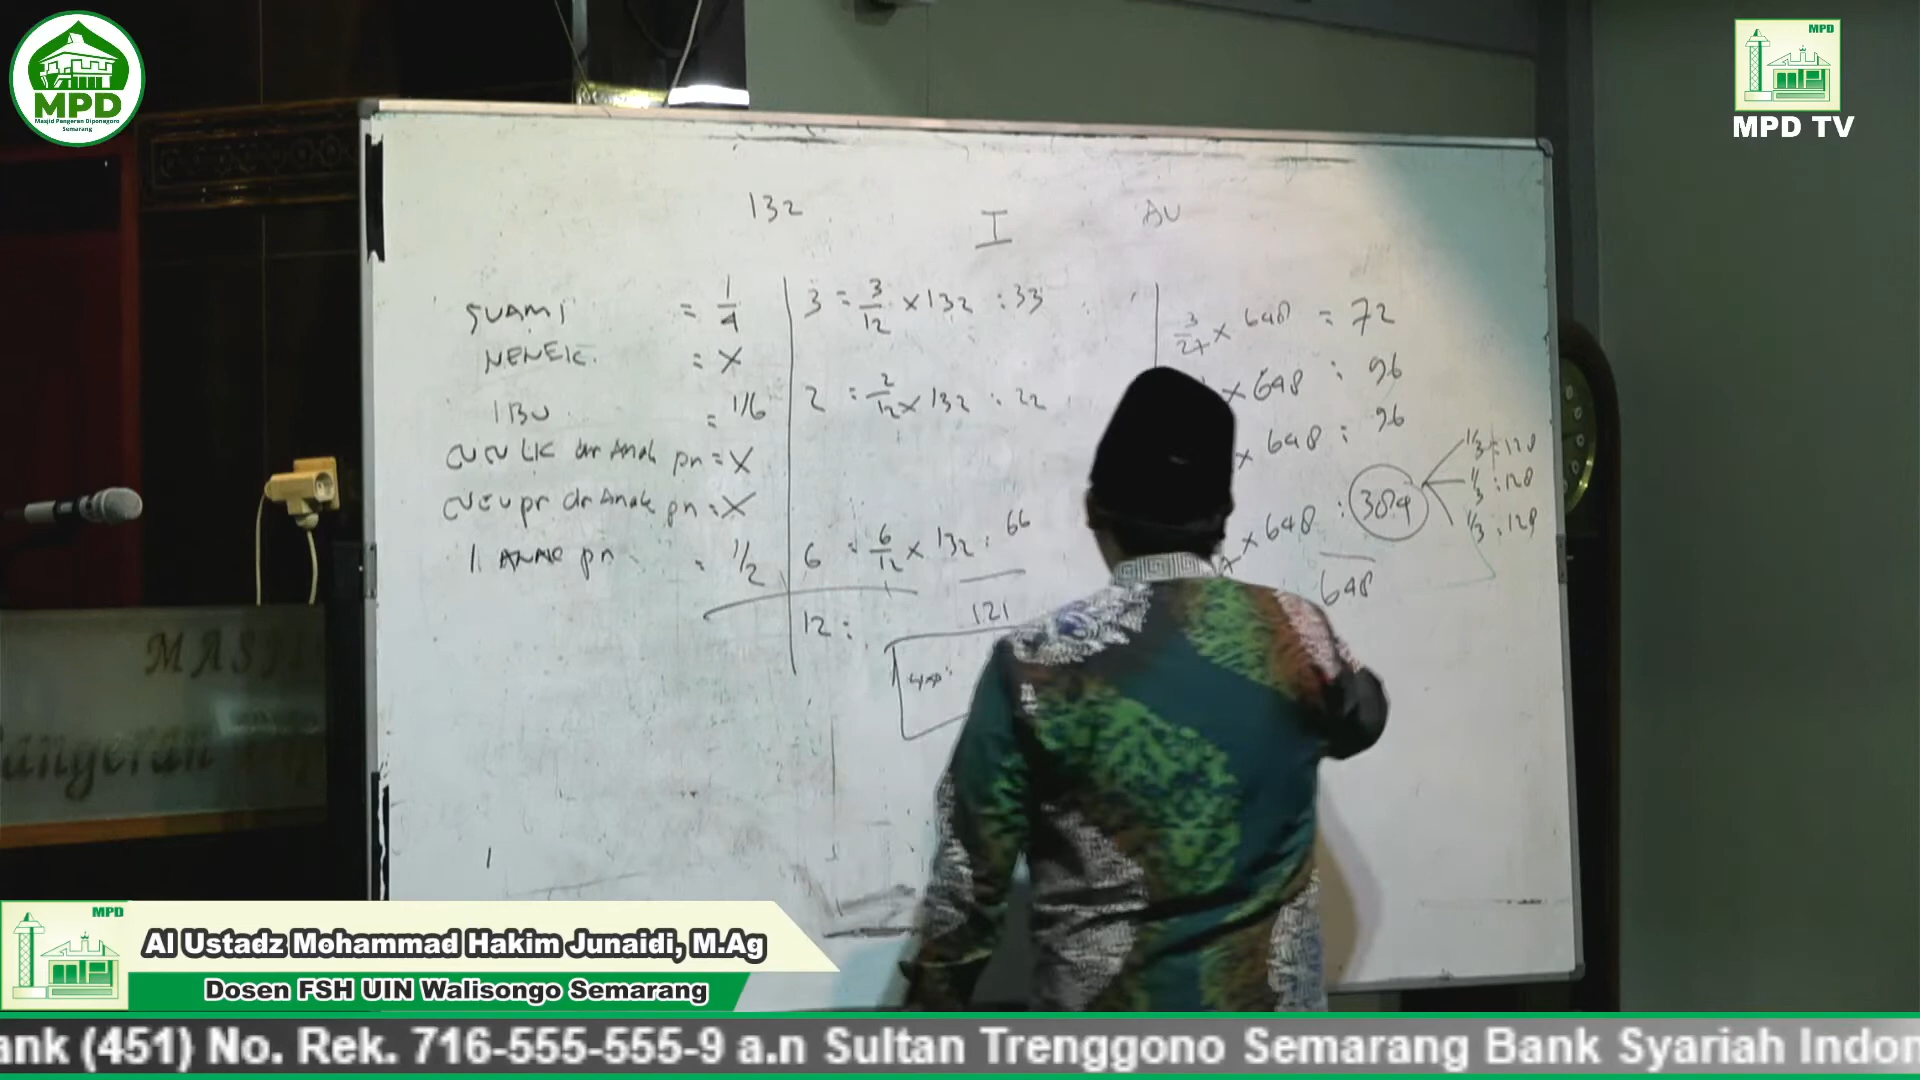 MPD
Masjid Pangeran Diponegoro
Semarang
MPD
MPD TV
132
I
AU
SUAMI = 1/4 3 = 3/12 × 132 : 33
NENEK. = X
IBU = 1/6 2 : 2/12 × 132 : 22
CUCU LK dr Anak pr = X
CUCU pr dr Anak pr = X
1 ANAK pr = 1/2 6 : 6/12 × 132 : 66
12 : 121
3/27 × 648 = 72
× 648 : 96
× 648 : 96
× 648 : 384
1/3 = 128
1/3 : 128
1/3 : 128
648
MASJI
angeran
MPD
Al Ustadz Mohammad Hakim Junaidi, M.Ag
Dosen FSH UIN Walisongo Semarang
ank (451) No. Rek. 716-555-555-9 a.n Sultan Trenggono Semarang Bank Syariah Indon